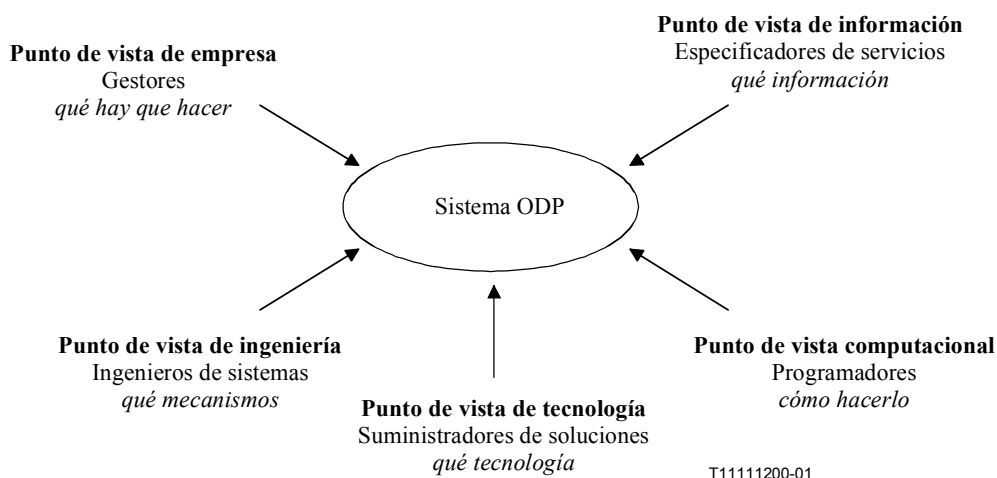 Punto de vista de empresa
Gestores
qué hay que hacer
Punto de vista de información
Especificadores de servicios
qué información
Sistema ODP
Punto de vista de ingeniería
Ingenieros de sistemas
qué mecanismos
Punto de vista de tecnología
Suministradores de soluciones
qué tecnología
Punto de vista computacional
Programadores
cómo hacerlo
T11111200-01